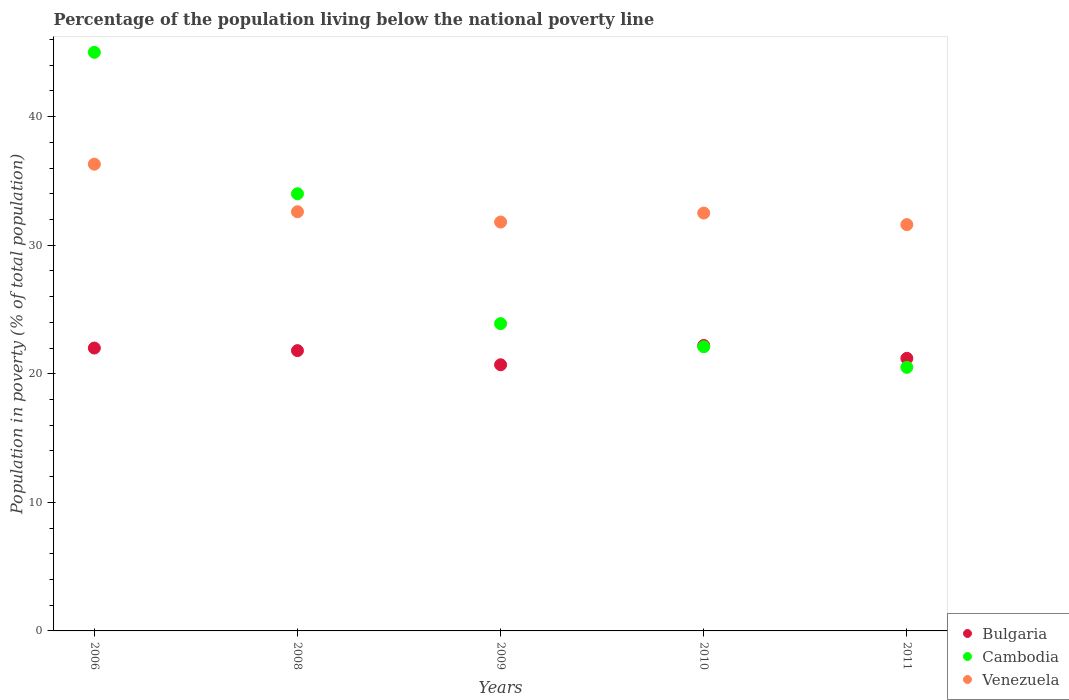 Percentage of the population living below the national poverty line
Population in poverty (% of total population)
40
30
20
10
0
2006
2008
2009
2010
2011
Years
Bulgaria
Cambodia
Venezuela